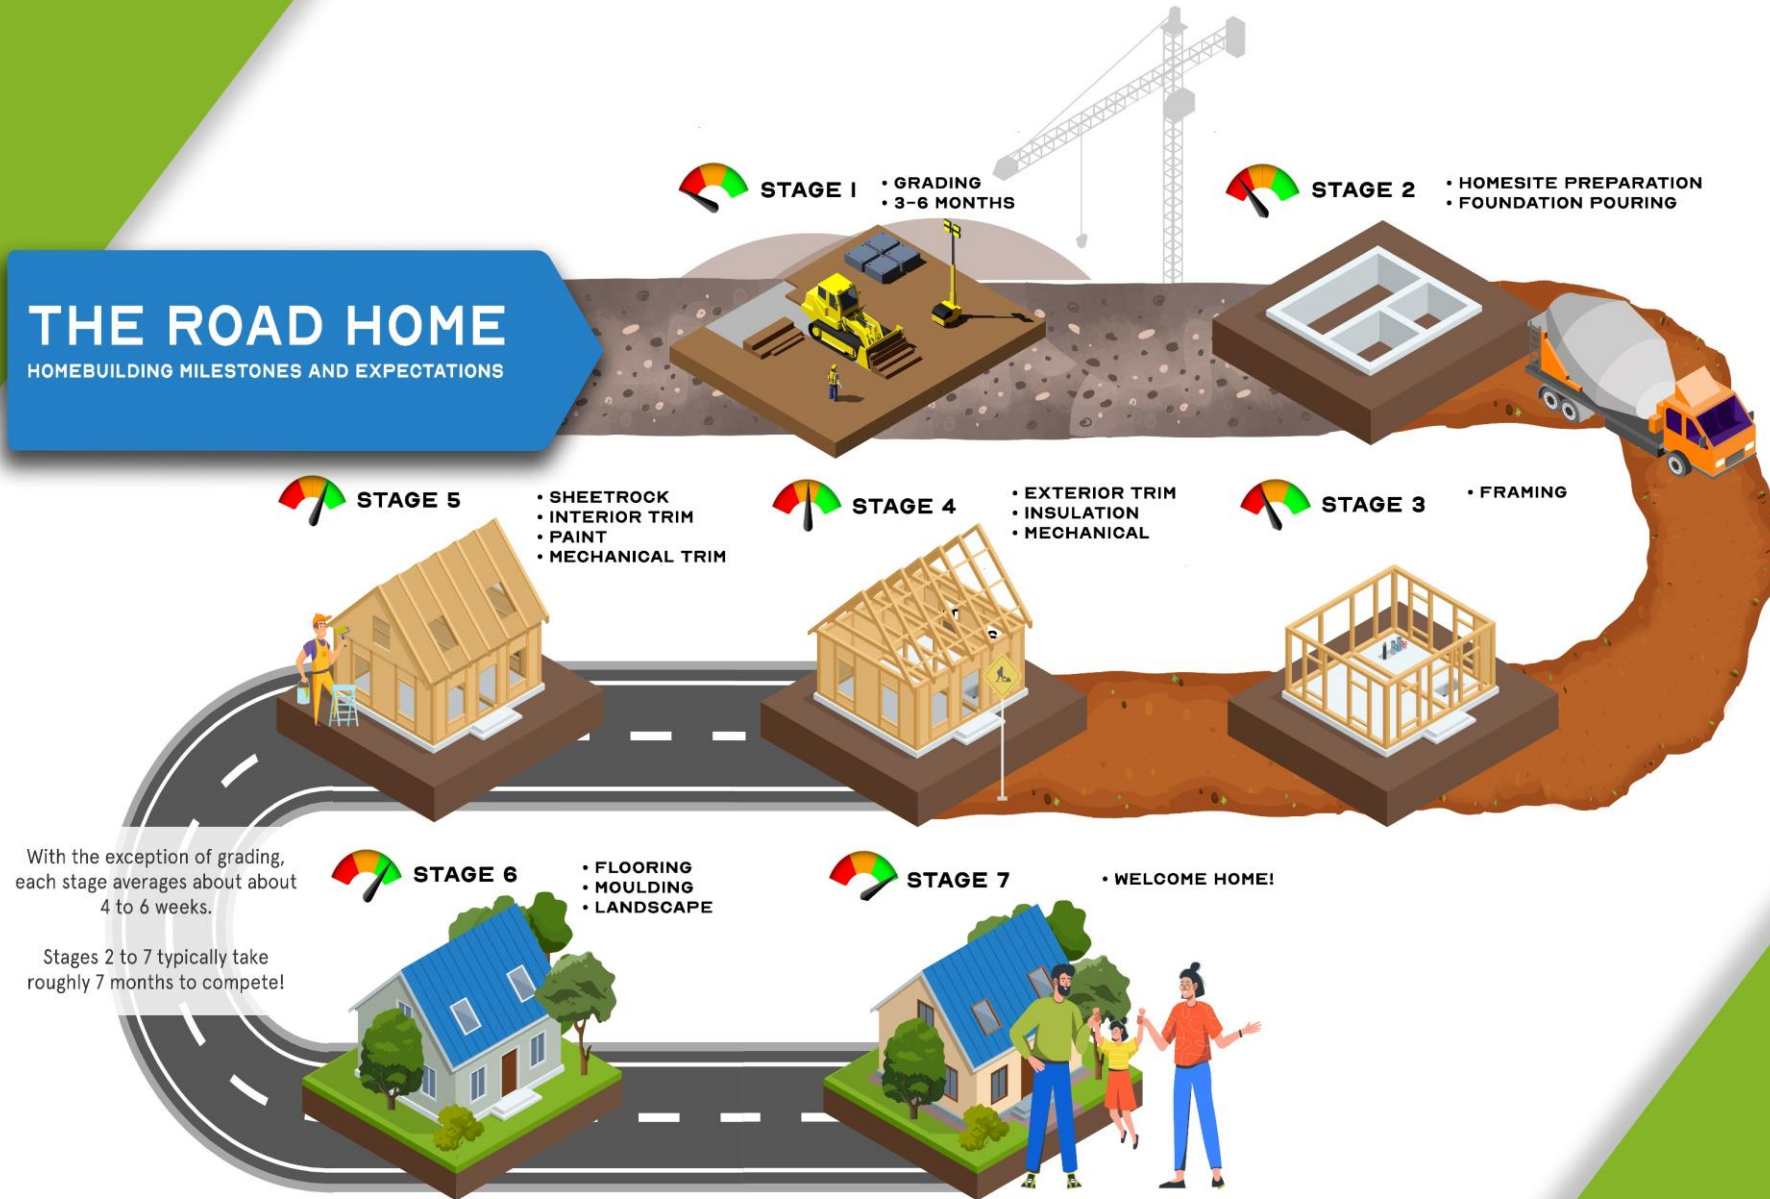 THE ROAD HOME
HOMEBUILDING MILESTONES AND EXPECTATIONS
STAGE 1
• GRADING
• 3-6 MONTHS
STAGE 2
• HOMESITE PREPARATION
• FOUNDATION POURING
STAGE 3
• FRAMING
STAGE 4
• EXTERIOR TRIM
• INSULATION
• MECHANICAL
STAGE 5
• SHEETROCK
• INTERIOR TRIM
• PAINT
• MECHANICAL TRIM
With the exception of grading,
each stage averages about about
4 to 6 weeks.
Stages 2 to 7 typically take
roughly 7 months to compete!
STAGE 6
• FLOORING
• MOULDING
• LANDSCAPE
STAGE 7
• WELCOME HOME!